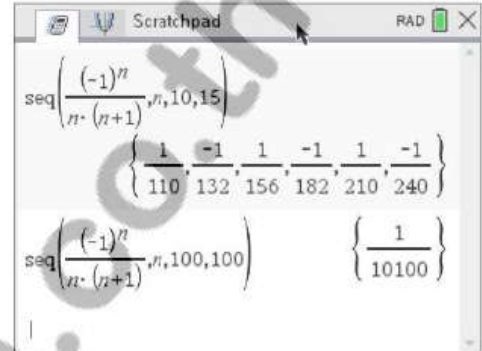 Scratchpad RAD
seq((-1)^n/(n·(n+1)),n,10,15)
{1/110, -1/132, 1/156, -1/182, 1/210, -1/240}
seq((-1)^n/(n·(n+1)),n,100,100) {1/10100}